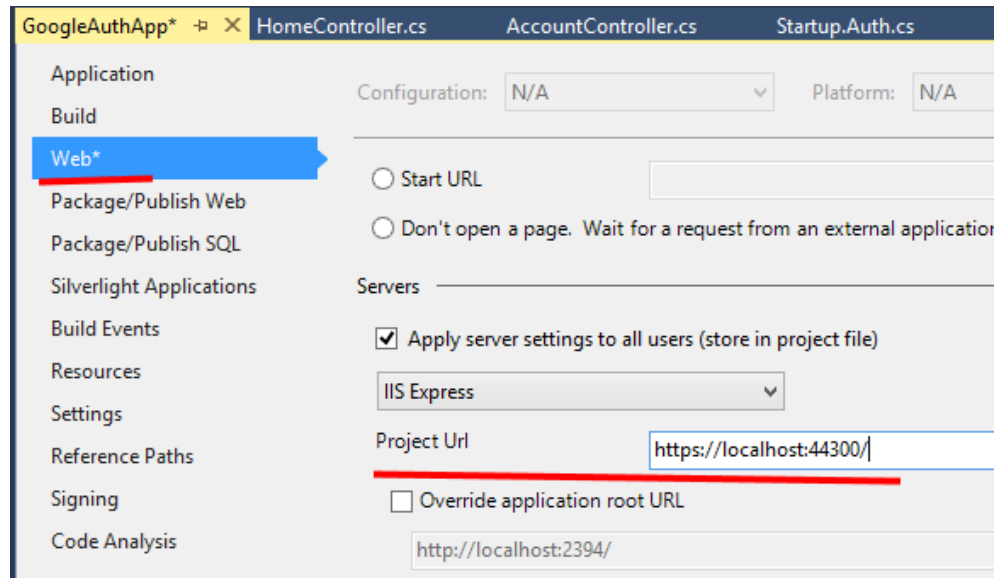 GoogleAuthApp* HomeController.cs AccountController.cs Startup.Auth.cs
Application
Configuration: N/A Platform: N/A
Build
Web*
Start URL
Package/Publish Web
Don't open a page. Wait for a request from an external application
Package/Publish SQL
Silverlight Applications Servers
Build Events
Apply server settings to all users (store in project file)
Resources
IIS Express
Settings
Project Url https://localhost:44300/
Reference Paths
Signing
Override application root URL
Code Analysis
http://localhost:2394/